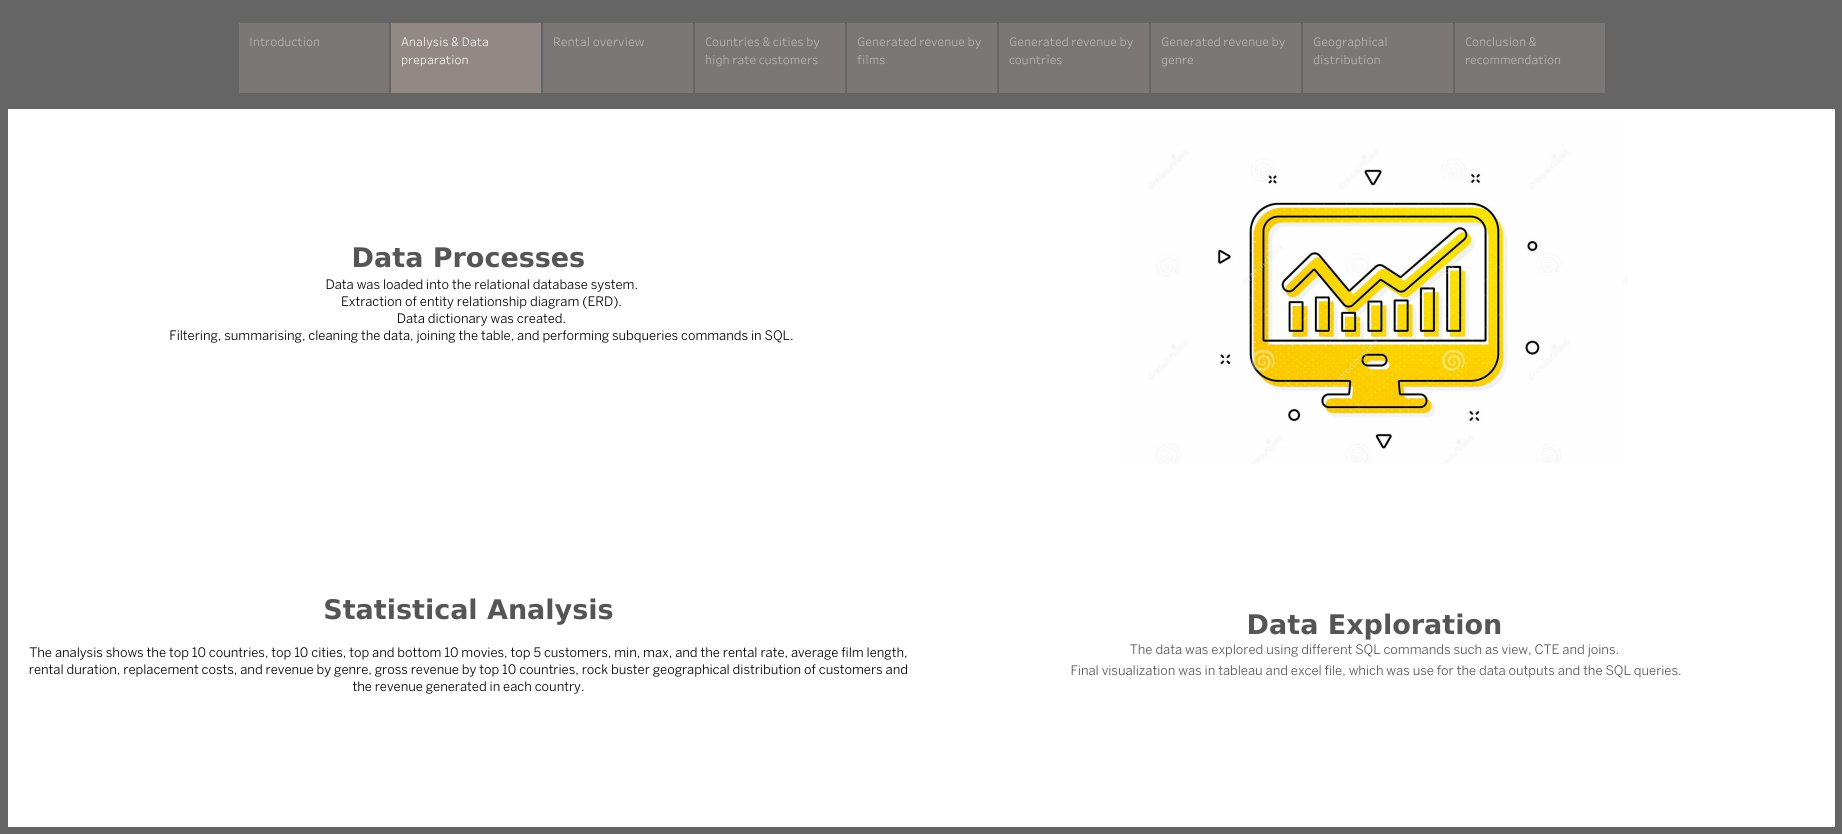 Introduction
Analysis & Data
preparation
Rental overview
Countries & cities by
high rate customers
Generated revenue by
films
Generated revenue by
countries
Generated revenue by
genre
Geographical
distribution
Conclusion &
recommendation
Data Processes
Data was loaded into the relational database system.
Extraction of entity relationship diagram (ERD).
Data dictionary was created.
Filtering, summarising, cleaning the data, joining the table, and performing subqueries commands in SQL.
Statistical Analysis
The analysis shows the top 10 countries, top 10 cities, top and bottom 10 movies, top 5 customers, min, max, and the rental rate, average film length,
rental duration, replacement costs, and revenue by genre, gross revenue by top 10 countries, rock buster geographical distribution of customers and
the revenue generated in each country.
Data Exploration
The data was explored using different SQL commands such as view, CTE and joins.
Final visualization was in tableau and excel file, which was use for the data outputs and the SQL queries.